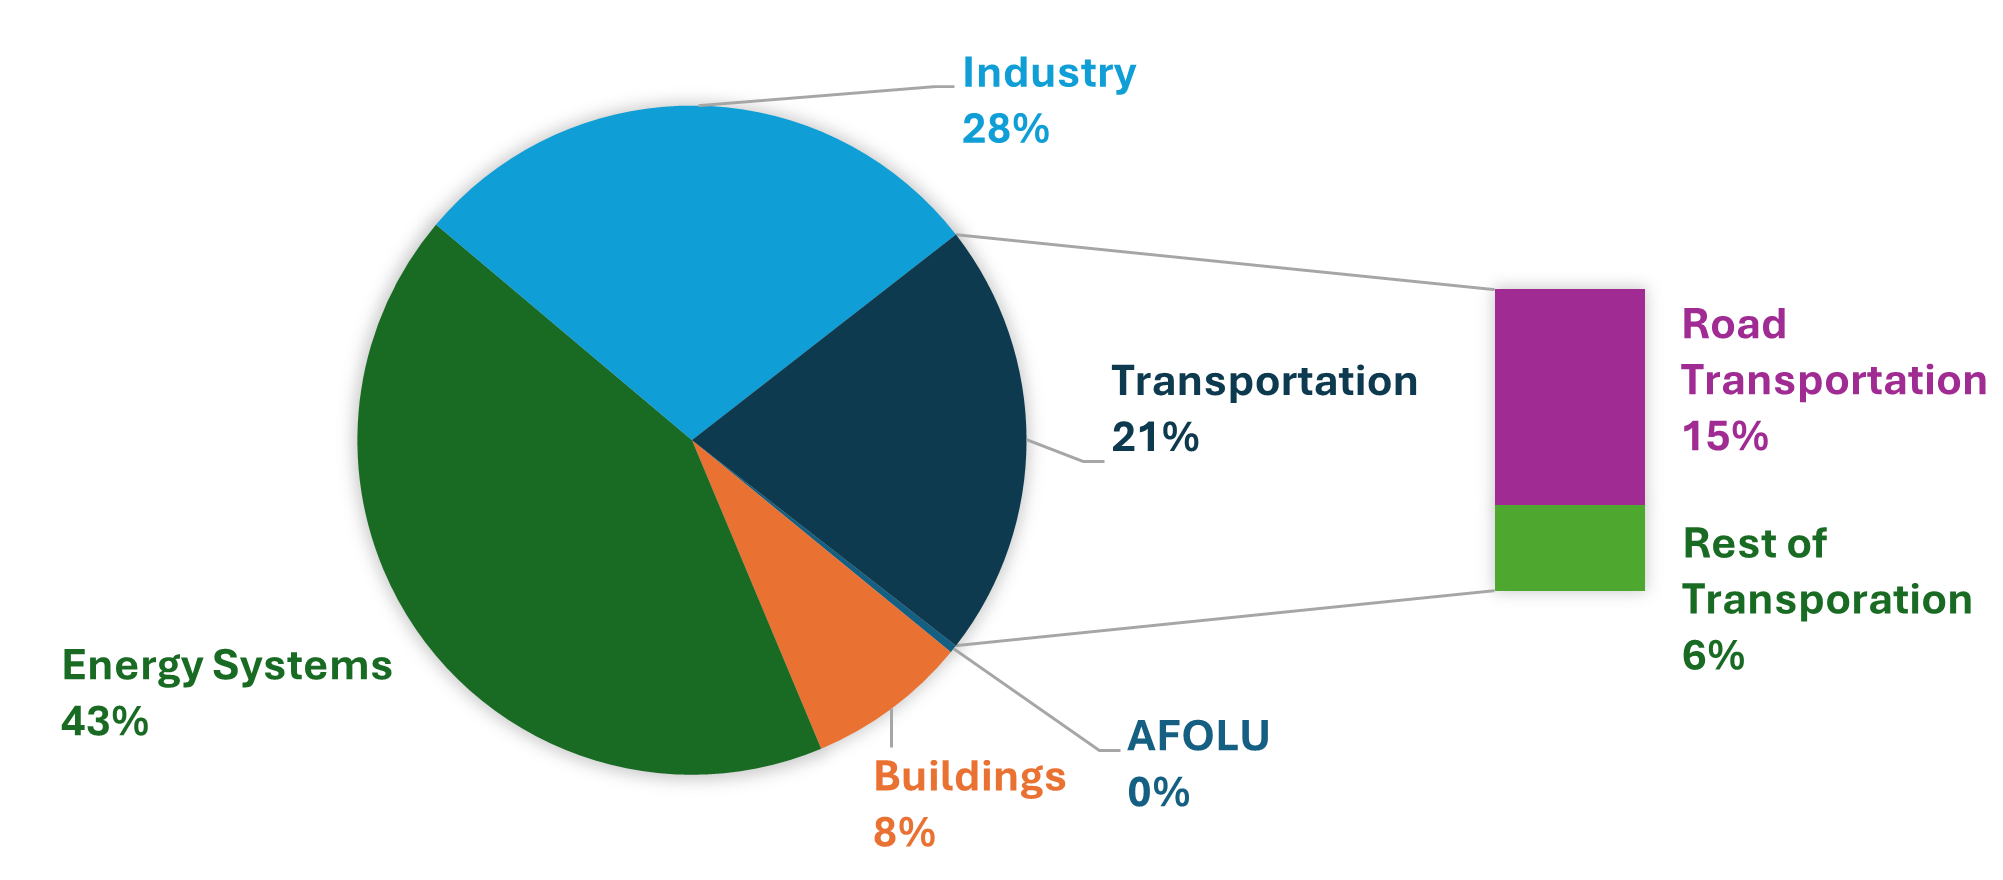 Industry
28%
Transportation
21%
Road
Transportation
15%
Rest of
Transporation
6%
Energy Systems
43%
Buildings
8%
AFOLU
0%